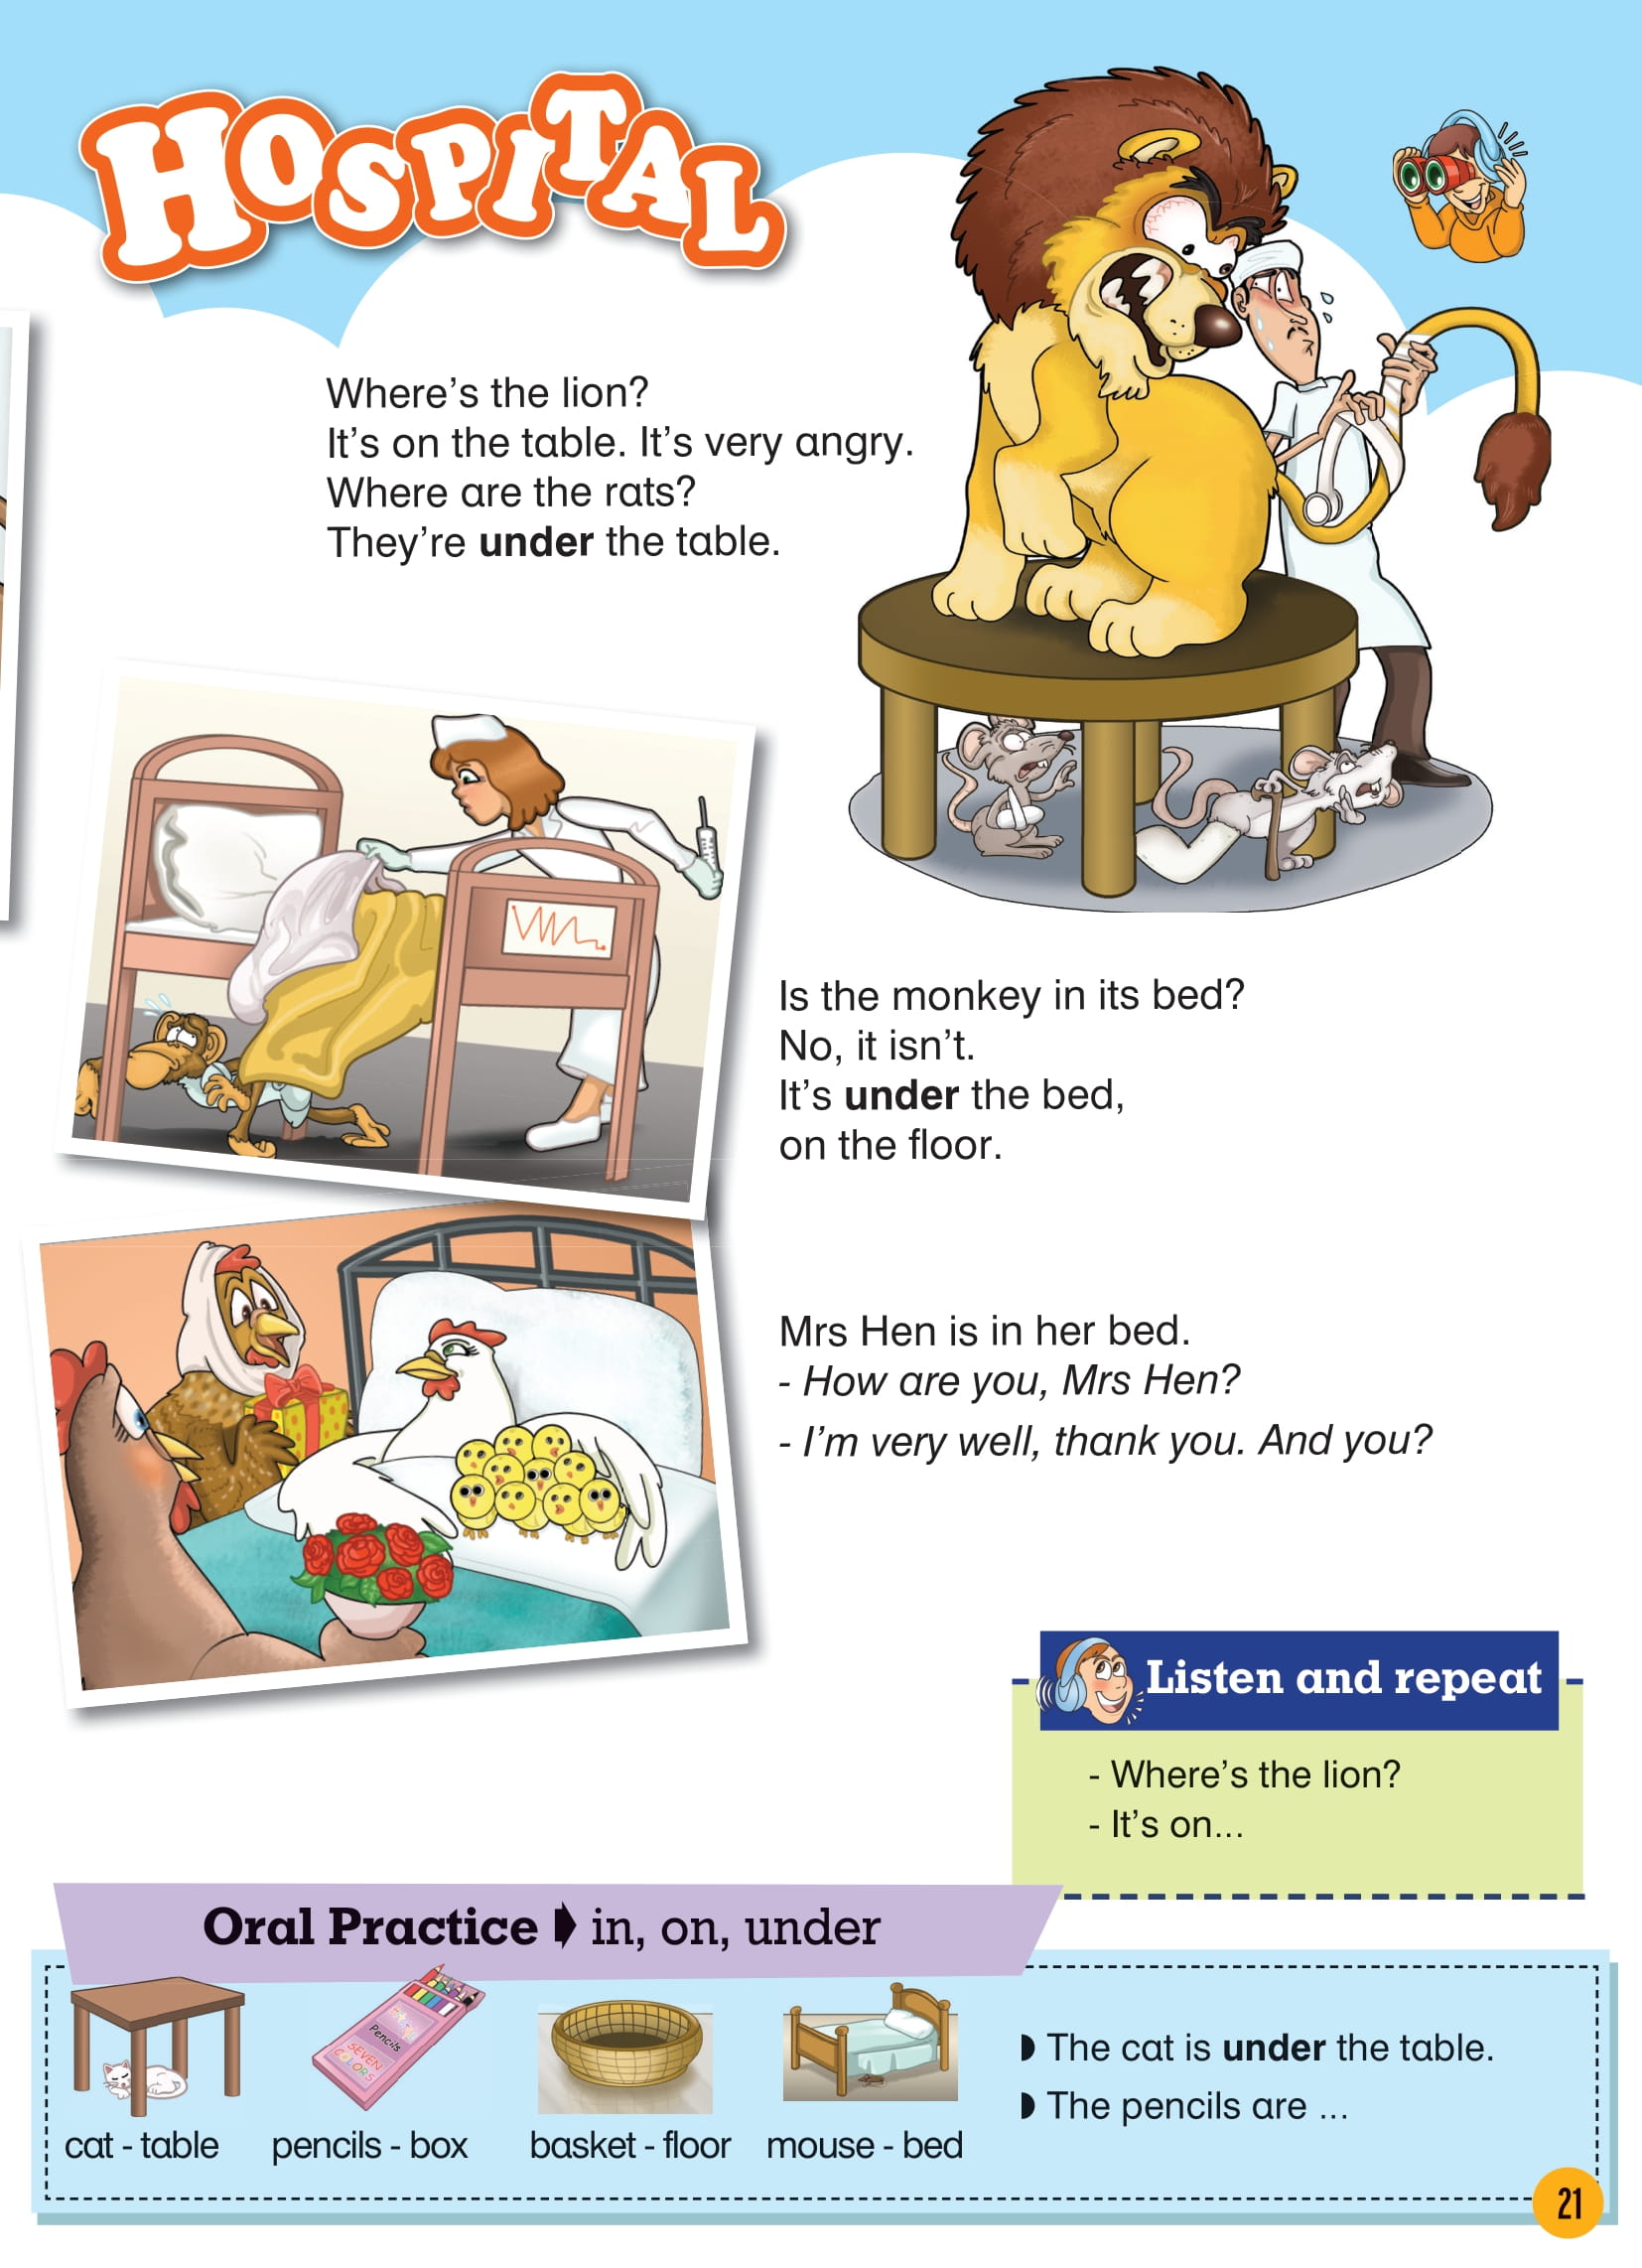 HOSPITAL
Where's the lion?
It's on the table. It's very angry.
Where are the rats?
They're under the table.
Is the monkey in its bed?
No, it isn't.
It's under the bed,
on the floor.
Mrs Hen is in her bed.
- How are you, Mrs Hen?
- I'm very well, thank you. And you?
Listen and repeat
- Where's the lion?
- It's on...
Oral Practice in, on, under
Pencils
SEVEN
COLORS
cat - table
pencils - box
basket - floor
mouse - bed
The cat is under the table.
The pencils are ...
21